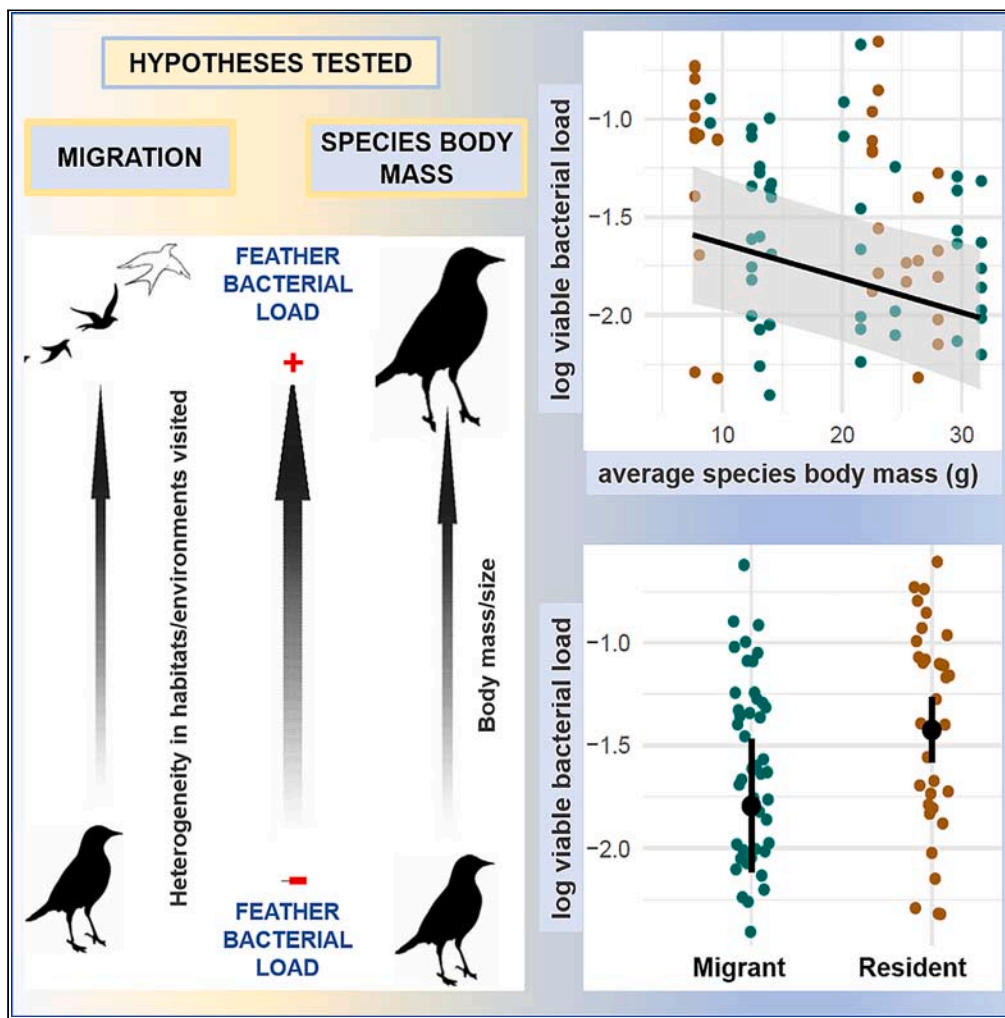 HYPOTHESES TESTED
MIGRATION
SPECIES BODY
MASS
FEATHER
BACTERIAL
LOAD
+
Heterogeneity in habitats/environments visited
Body mass/size
-
FEATHER
BACTERIAL
LOAD
log viable bacterial load
−1.0
−1.5
−2.0
10
20
30
average species body mass (g)
log viable bacterial load
−1.0
−1.5
−2.0
Migrant
Resident